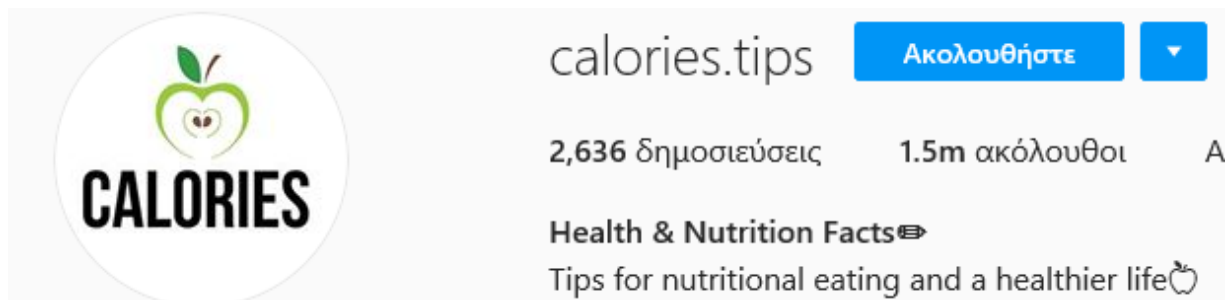 CALORIES
calories.tips Ακολουθήστε
2,636 δημοσιεύσεις 1.5m ακόλουθοι
Health & Nutrition Facts✏
Tips for nutritional eating and a healthier life🍎